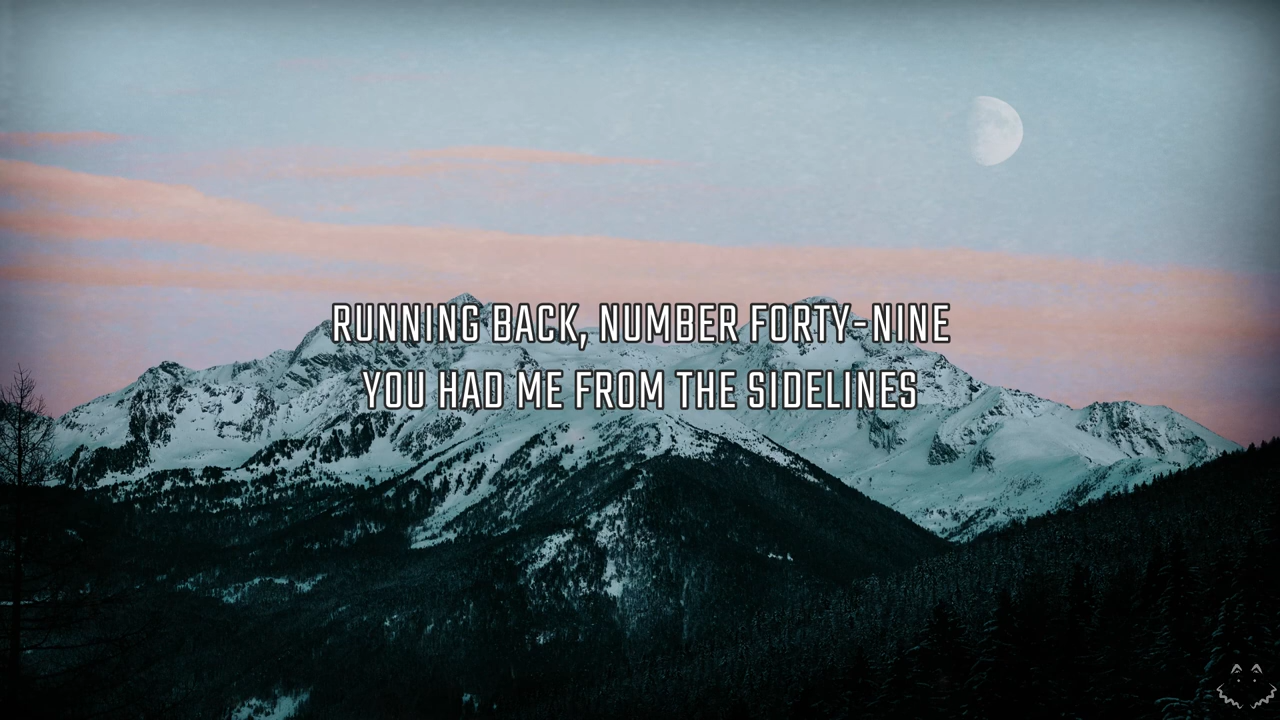 RUNNING BACK, NUMBER FORTY-NINE
YOU HAD ME FROM THE SIDELINES